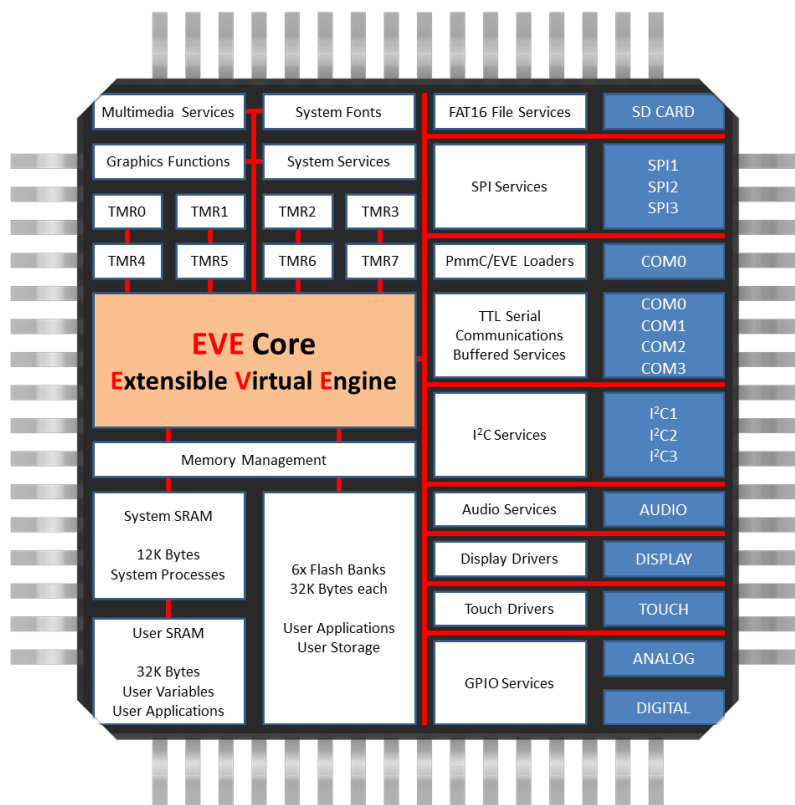 Multimedia Services
System Fonts
FAT16 File Services
SD CARD
Graphics Functions
System Services
SPI Services
SPI1
SPI2
SPI3
TMR0
TMR1
TMR2
TMR3
TMR4
TMR5
TMR6
TMR7
PmmC/EVE Loaders
COM0
EVE Core
Extensible Virtual Engine
TTL Serial
Communications
Buffered Services
COM0
COM1
COM2
COM3
I²C Services
I²C1
I²C2
I²C3
Memory Management
System SRAM
12K Bytes
System Processes
6x Flash Banks
32K Bytes each
User Applications
User Storage
User SRAM
32K Bytes
User Variables
User Applications
Audio Services
AUDIO
Display Drivers
DISPLAY
Touch Drivers
TOUCH
GPIO Services
ANALOG
DIGITAL